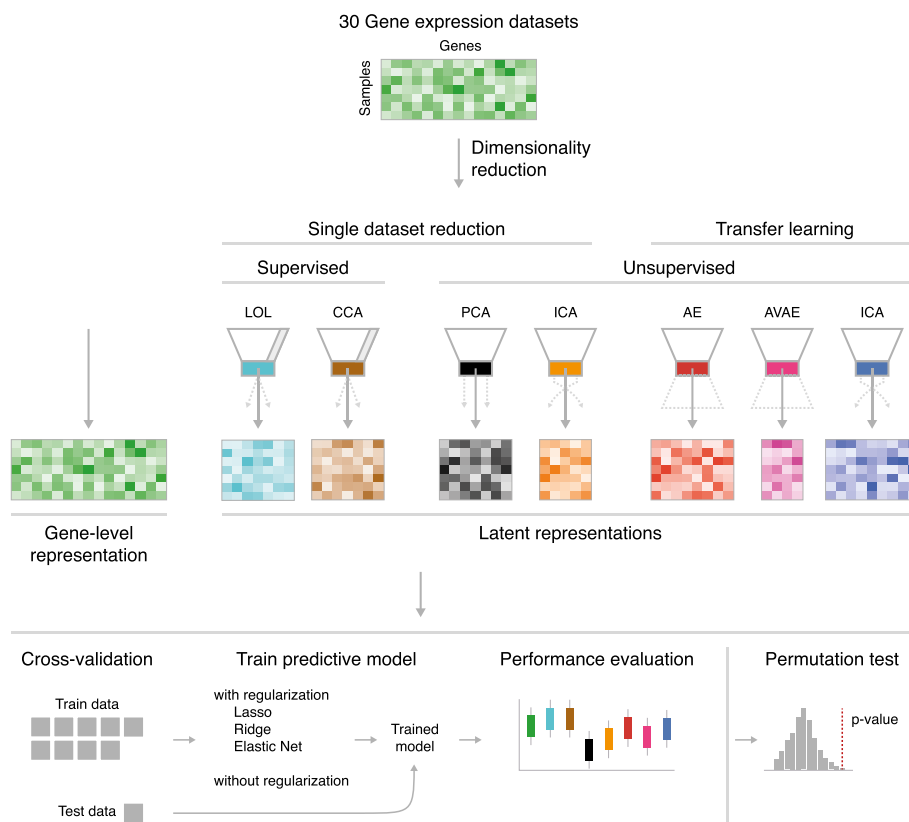 30 Gene expression datasets
Genes
Samples
Dimensionality
reduction
Single dataset reduction
Transfer learning
Supervised
Unsupervised
LOL
CCA
PCA
ICA
AE
AVAE
ICA
Gene-level
representation
Latent representations
Cross-validation
Train predictive model
Performance evaluation
Permutation test
Train data
with regularization
Lasso
Ridge
Elastic Net
without regularization
Trained
model
p-value
Test data